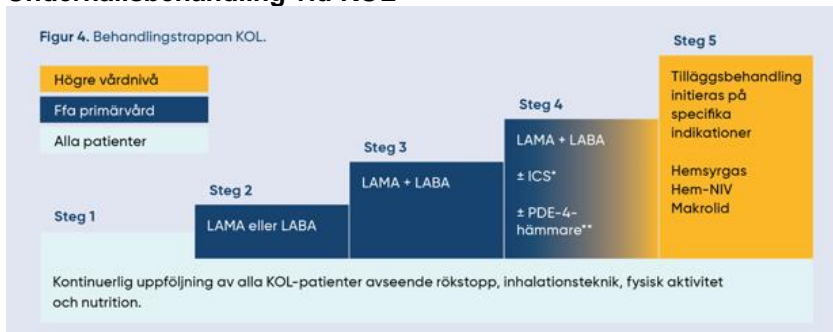 Figur 4. Behandlingstrappan KOL.
Högre vårdnivå
Ffa primärvård
Alla patienter
Steg 1
Steg 2
LAMA eller LABA
Steg 3
LAMA + LABA
Steg 4
LAMA + LABA
± ICS*
± PDE-4-
hämmare**
Steg 5
Tilläggsbehandling
initieras på
specifika
indikationer
Hemsyrgas
Hem-NIV
Makrolid
Kontinuerlig uppföljning av alla KOL-patienter avseende rökstopp, inhalationsteknik, fysisk aktivitet
och nutrition.